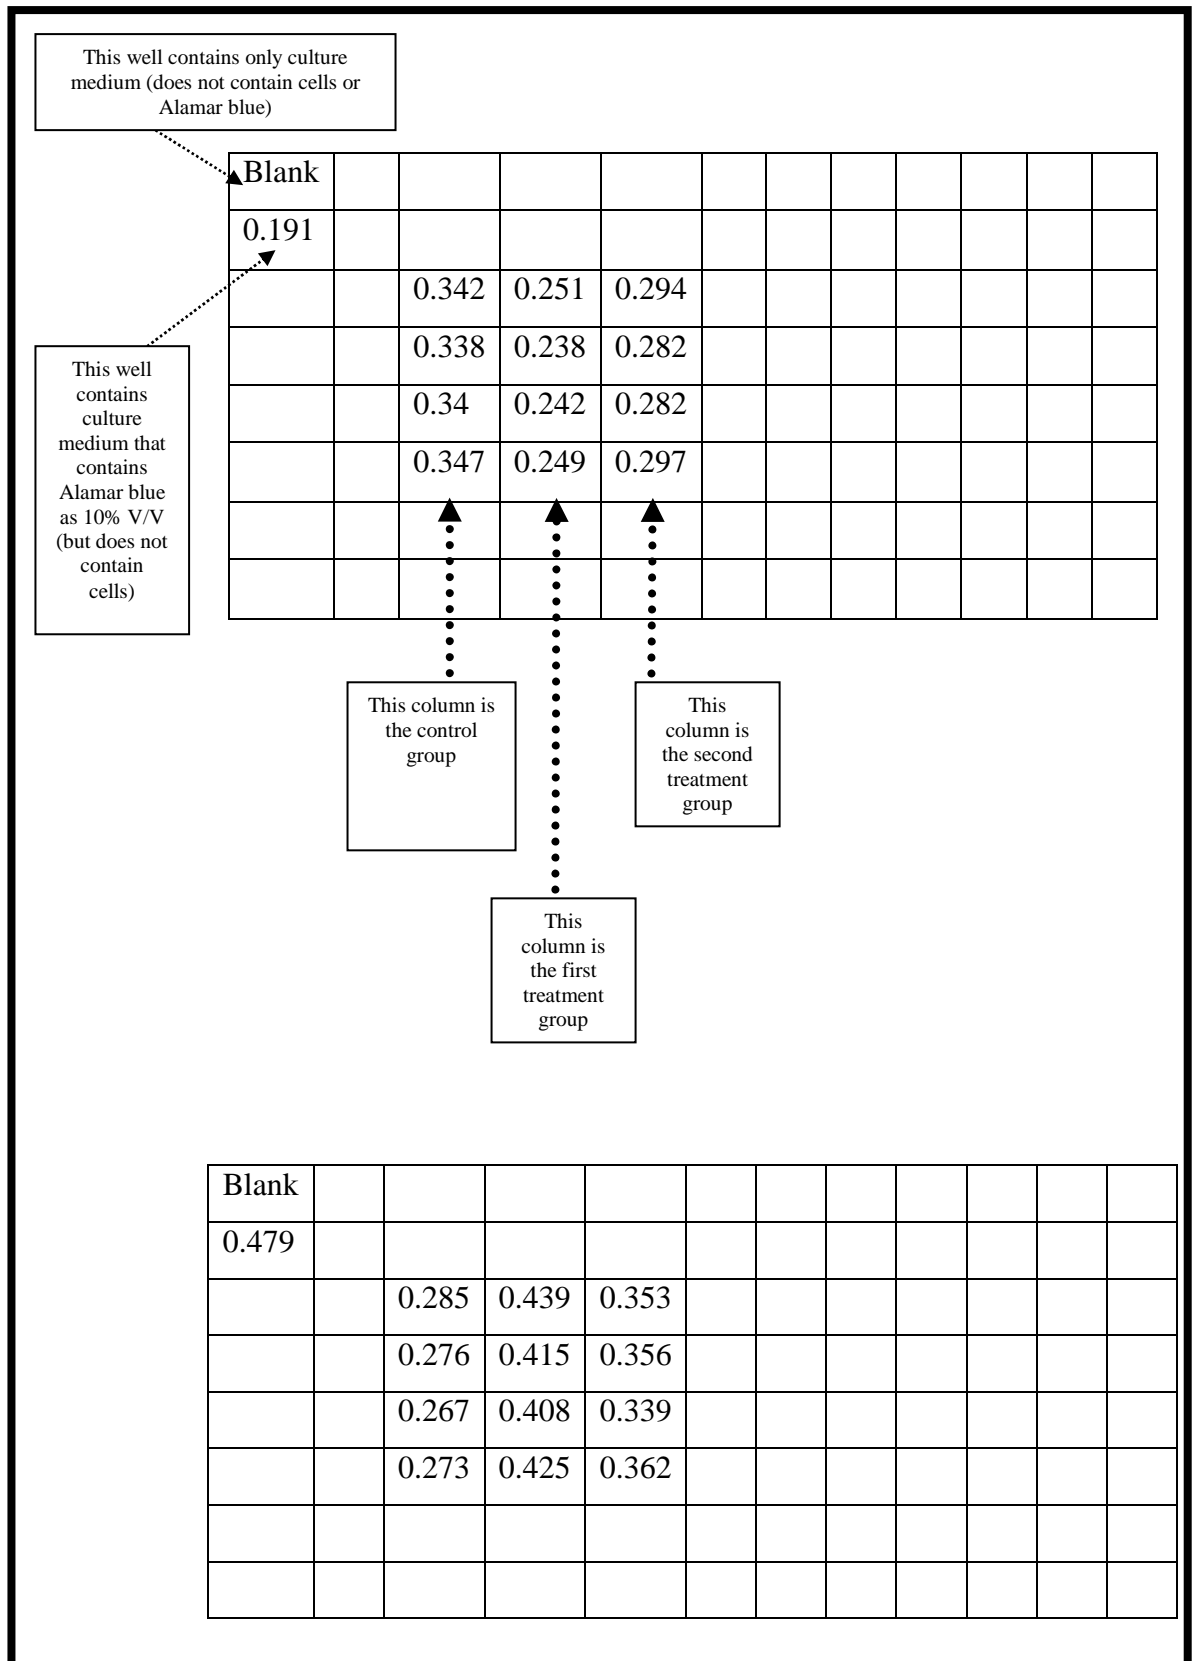 This well contains only culture
medium (does not contain cells or
Alamar blue)
Blank
0.191
0.342 0.251 0.294
0.338 0.238 0.282
0.34 0.242 0.282
0.347 0.249 0.297
This well
contains
culture
medium that
contains
Alamar blue
as 10% V/V
(but does not
contain
cells)
This column is
the control
group
This
column is
the second
treatment
group
This
column is
the first
treatment
group
Blank
0.479
0.285 0.439 0.353
0.276 0.415 0.356
0.267 0.408 0.339
0.273 0.425 0.362